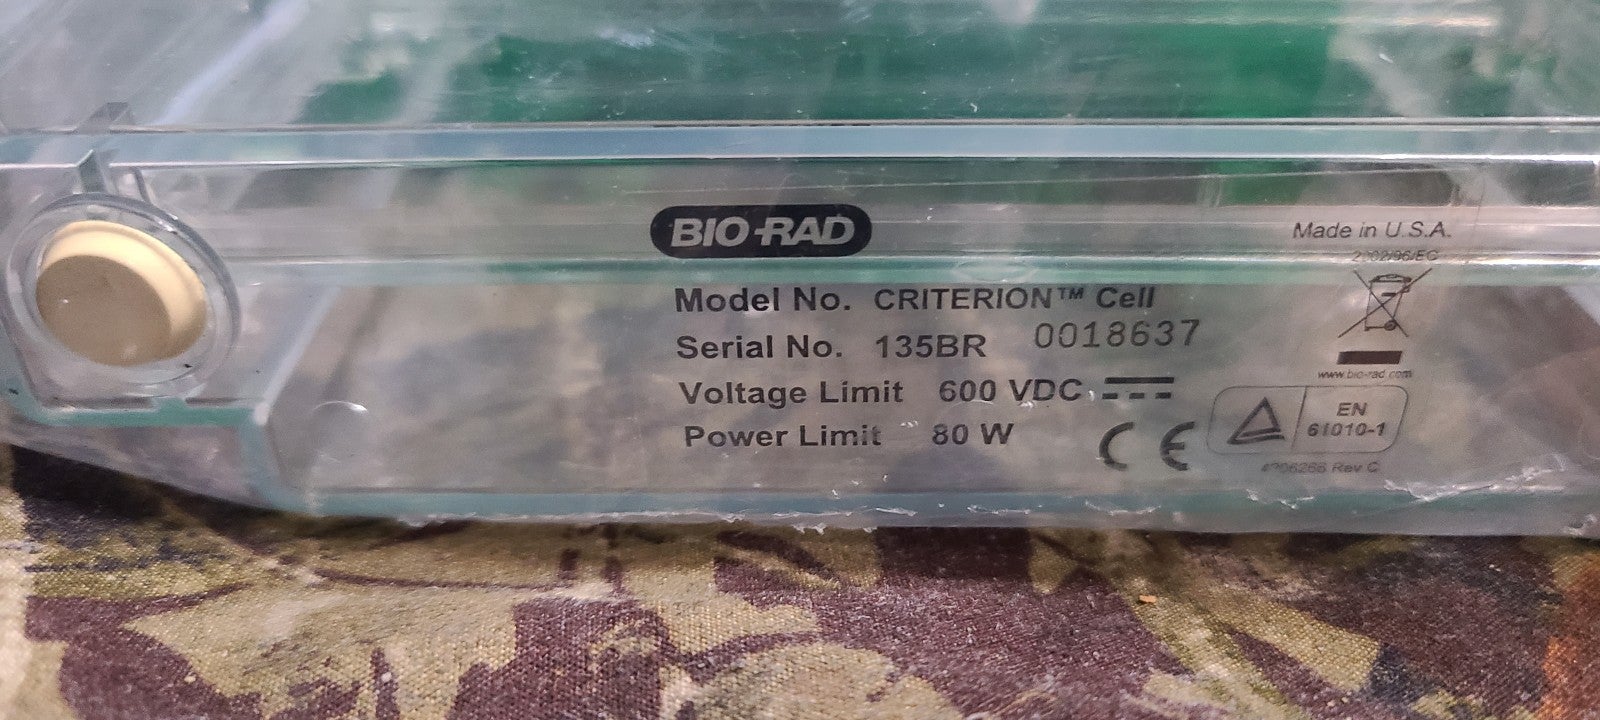 BIO-RAD
Made in U.S.A.
Model No. CRITERION™ Cell
Serial No. 135BR 0018637
Voltage Limit 600 VDC
Power Limit 80 W
www.bio-rad.com
EN
61010-1
CE
Rev C